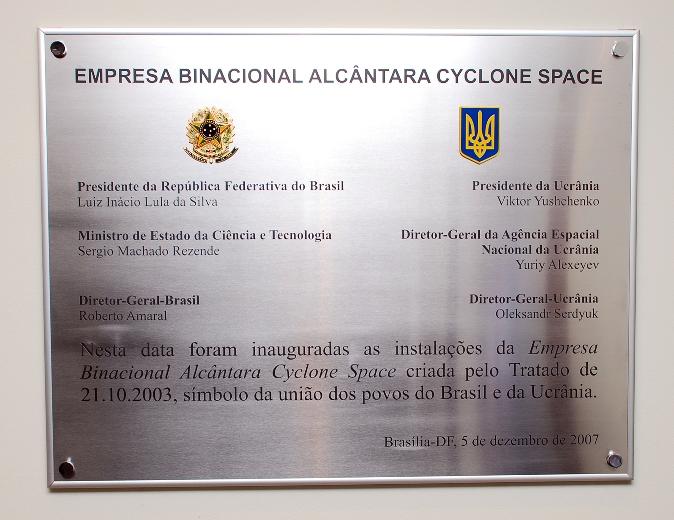 EMPRESA BINACIONAL ALCÂNTARA CYCLONE SPACE
Presidente da República Federativa do Brasil
Luiz Inácio Lula da Silva
Presidente da Ucrânia
Viktor Yushchenko
Ministro de Estado da Ciência e Tecnologia
Sergio Machado Rezende
Diretor-Geral da Agência Espacial
Nacional da Ucrânia
Yuriy Alexeyev
Diretor-Geral-Brasil
Roberto Amaral
Diretor-Geral-Ucrânia
Oleksandr Serdyuk
Nesta data foram inauguradas as instalações da Empresa
Binacional Alcântara Cyclone Space criada pelo Tratado de
21.10.2003, símbolo da união dos povos do Brasil e da Ucrânia.
Brasília-DF, 5 de dezembro de 2007